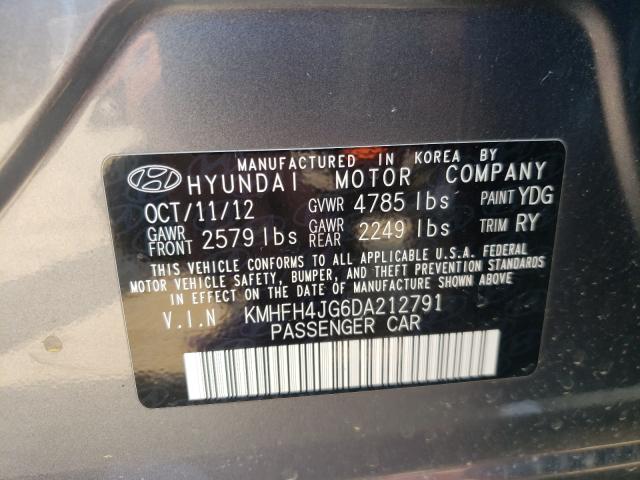 MANUFACTURED IN KOREA BY
HYUNDAI MOTOR COMPANY
OCT/11/12 GVWR 4785 lbs PAINT YDG
GAWR FRONT 2579 lbs GAWR REAR 2249 lbs TRIM RY
THIS VEHICLE CONFORMS TO ALL APPLICABLE U.S.A. FEDERAL
MOTOR VEHICLE SAFETY, BUMPER, AND THEFT PREVENTION STANDARDS
IN EFFECT ON THE DATE OF MANUFACTURE SHOWN ABOVE
V.I.N KMHFH4JG6DA212791
PASSENGER CAR